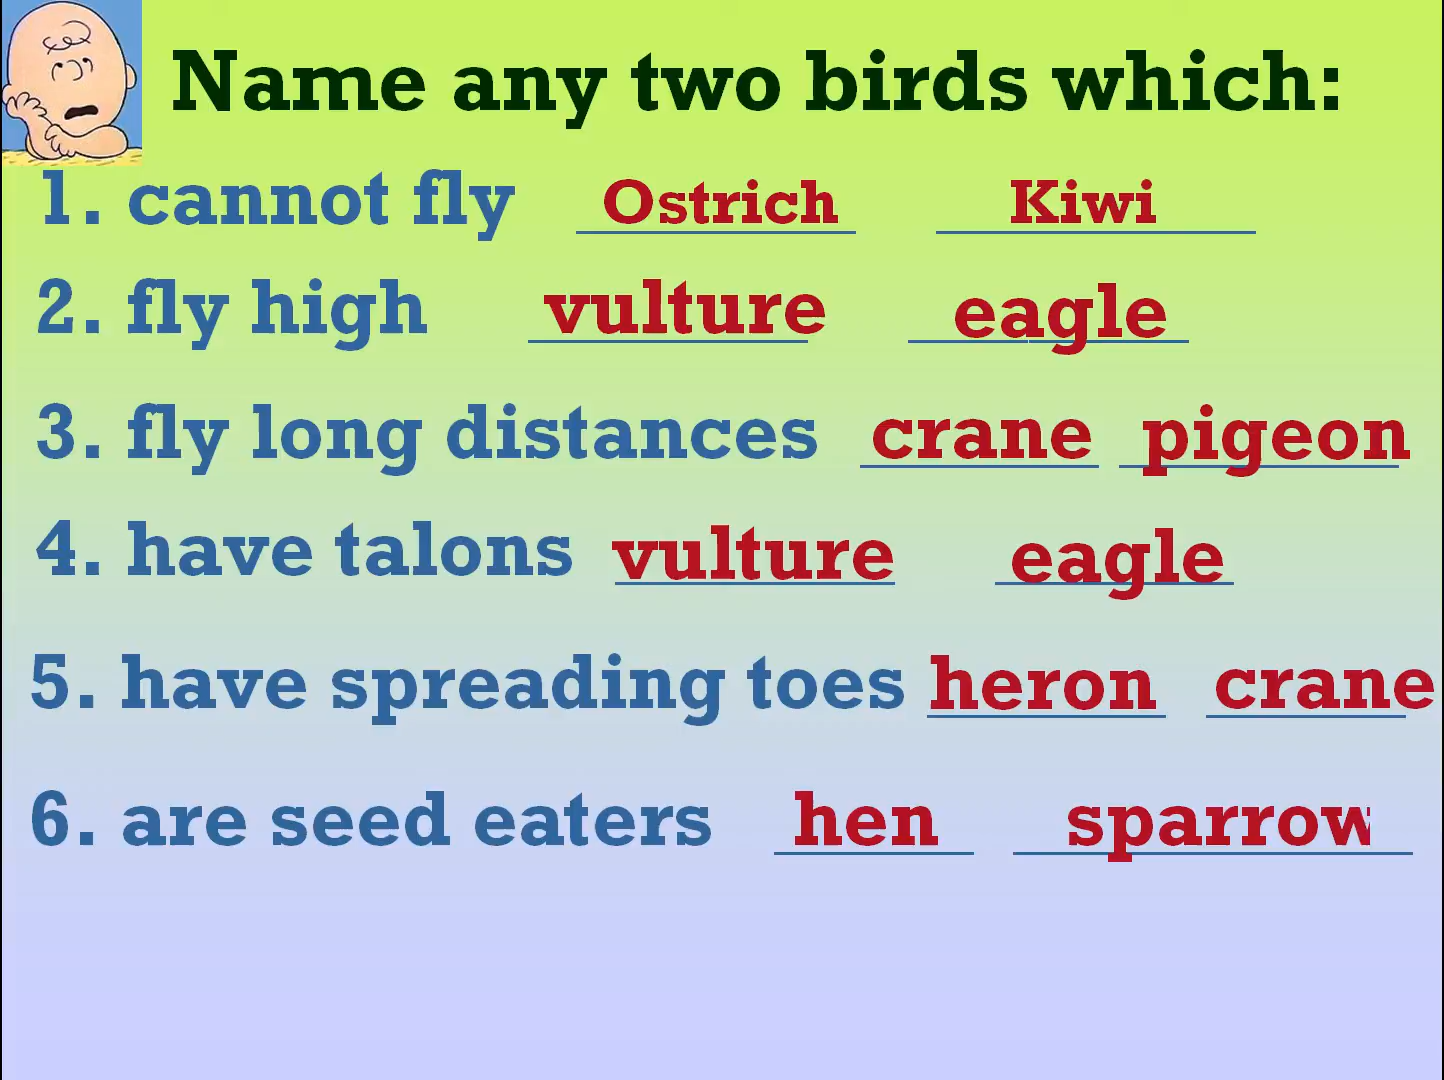 Name any two birds which:
1. cannot fly Ostrich Kiwi
2. fly high vulture eagle
3. fly long distances crane pigeon
4. have talons vulture eagle
5. have spreading toes heron crane
6. are seed eaters hen sparrow